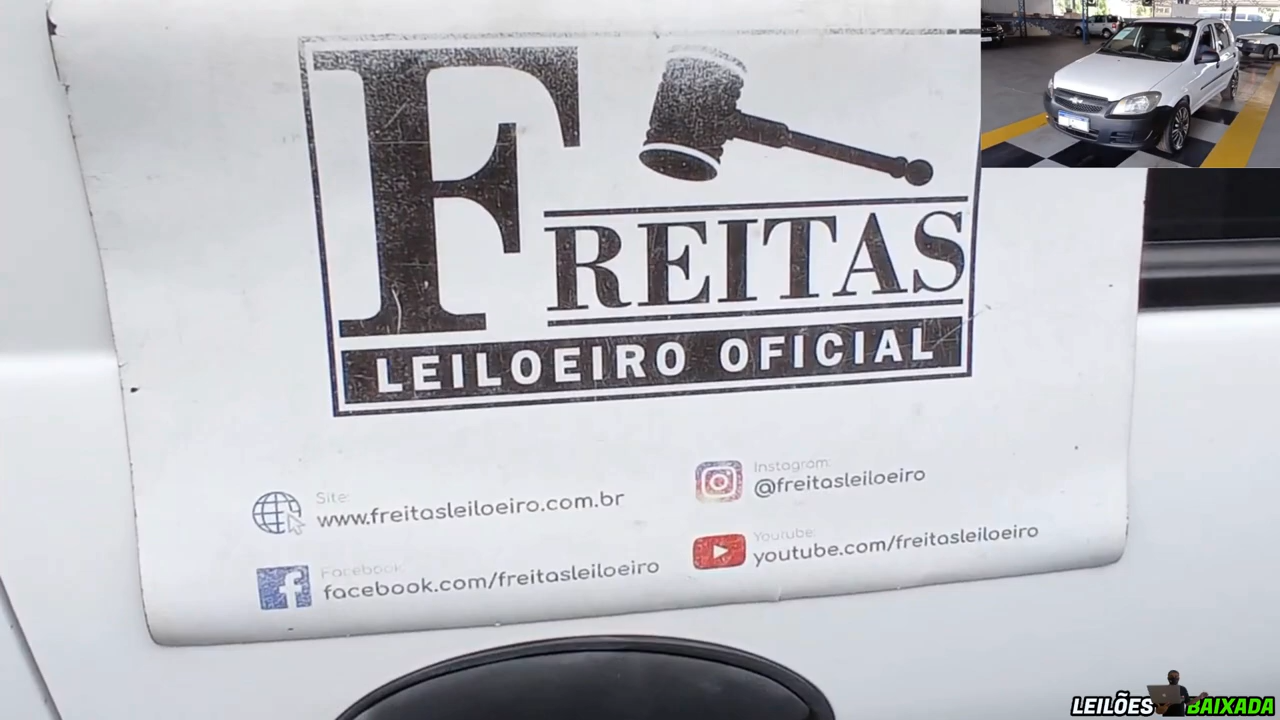 FREITAS
LEILOEIRO OFICIAL
Site:
www.freitasleiloeiro.com.br
Instagram:
@freitasleiloeiro
Facebook:
facebook.com/freitasleiloeiro
Youtube:
youtube.com/freitasleiloeiro
LEILÕES BAIXADA